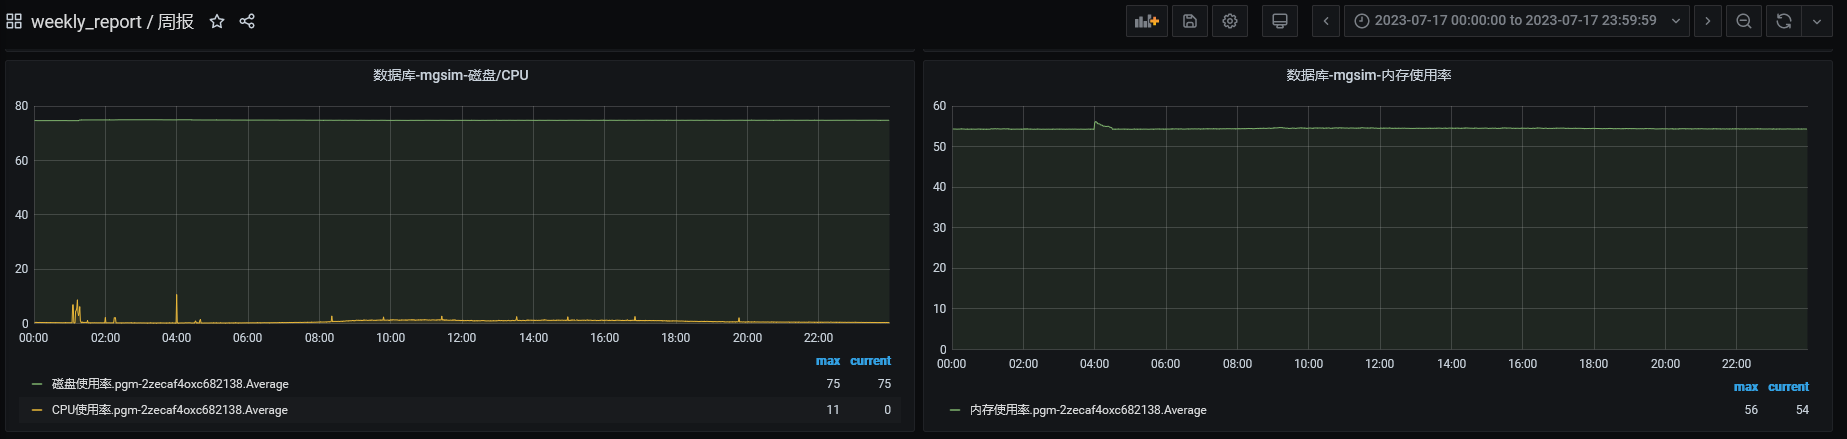 weekly_report / 周报
2023-07-17 00:00:00 to 2023-07-17 23:59:59
数据库-mgsim-磁盘/CPU
80
60
40
20
0
00:00 02:00 04:00 06:00 08:00 10:00 12:00 14:00 16:00 18:00 20:00 22:00
max current
磁盘使用率.pgm-2zecaf4oxc682138.Average 75 75
CPU使用率.pgm-2zecaf4oxc682138.Average 11 0
数据库-mgsim-内存使用率
60
50
40
30
20
10
0
00:00 02:00 04:00 06:00 08:00 10:00 12:00 14:00 16:00 18:00 20:00 22:00
max current
内存使用率.pgm-2zecaf4oxc682138.Average 56 54